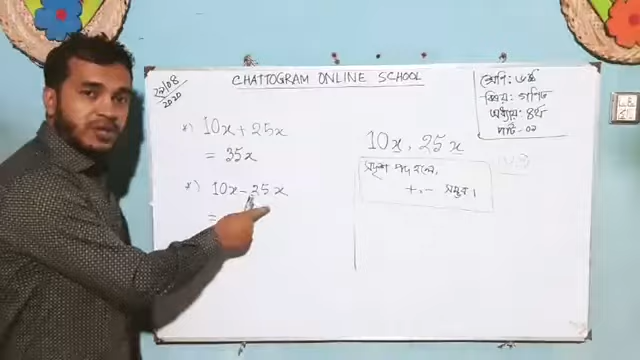 CHATTOGRAM ONLINE SCHOOL
22/08
2020
শ্রেণি: ৬ষ্ঠ
বিষয়: গণিত
অধ্যায়: ৪র্থ
পার্ট-০২
*) 10x + 25x
= 35x
*) 10x - 25x
=
10x, 25x
সদৃশ পদ হলে,
+, - সম্ভব।